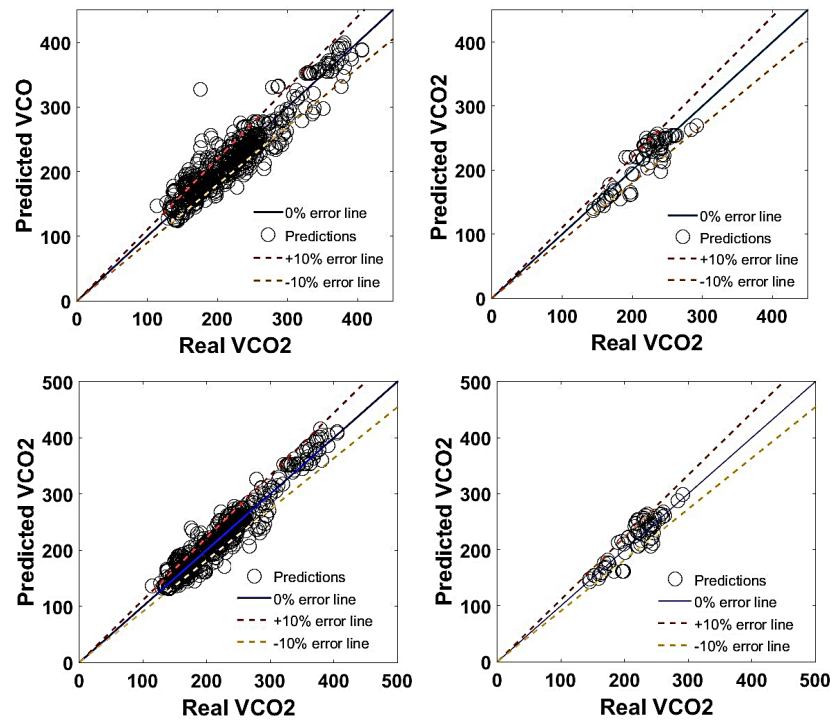 Predicted VCO
400
300
200
100
0
0% error line
Predictions
+10% error line
-10% error line
0 100 200 300 400
Real VCO2
Predicted VCO2
400
300
200
100
0
0% error line
Predictions
+10% error line
-10% error line
0 100 200 300 400
Real VCO2
Predicted VCO2
500
400
300
200
100
0
Predictions
0% error line
+10% error line
-10% error line
0 100 200 300 400 500
Real VCO2
Predicted VCO2
500
400
300
200
100
0
Predictions
0% error line
+10% error line
-10% error line
0 100 200 300 400 500
Real VCO2